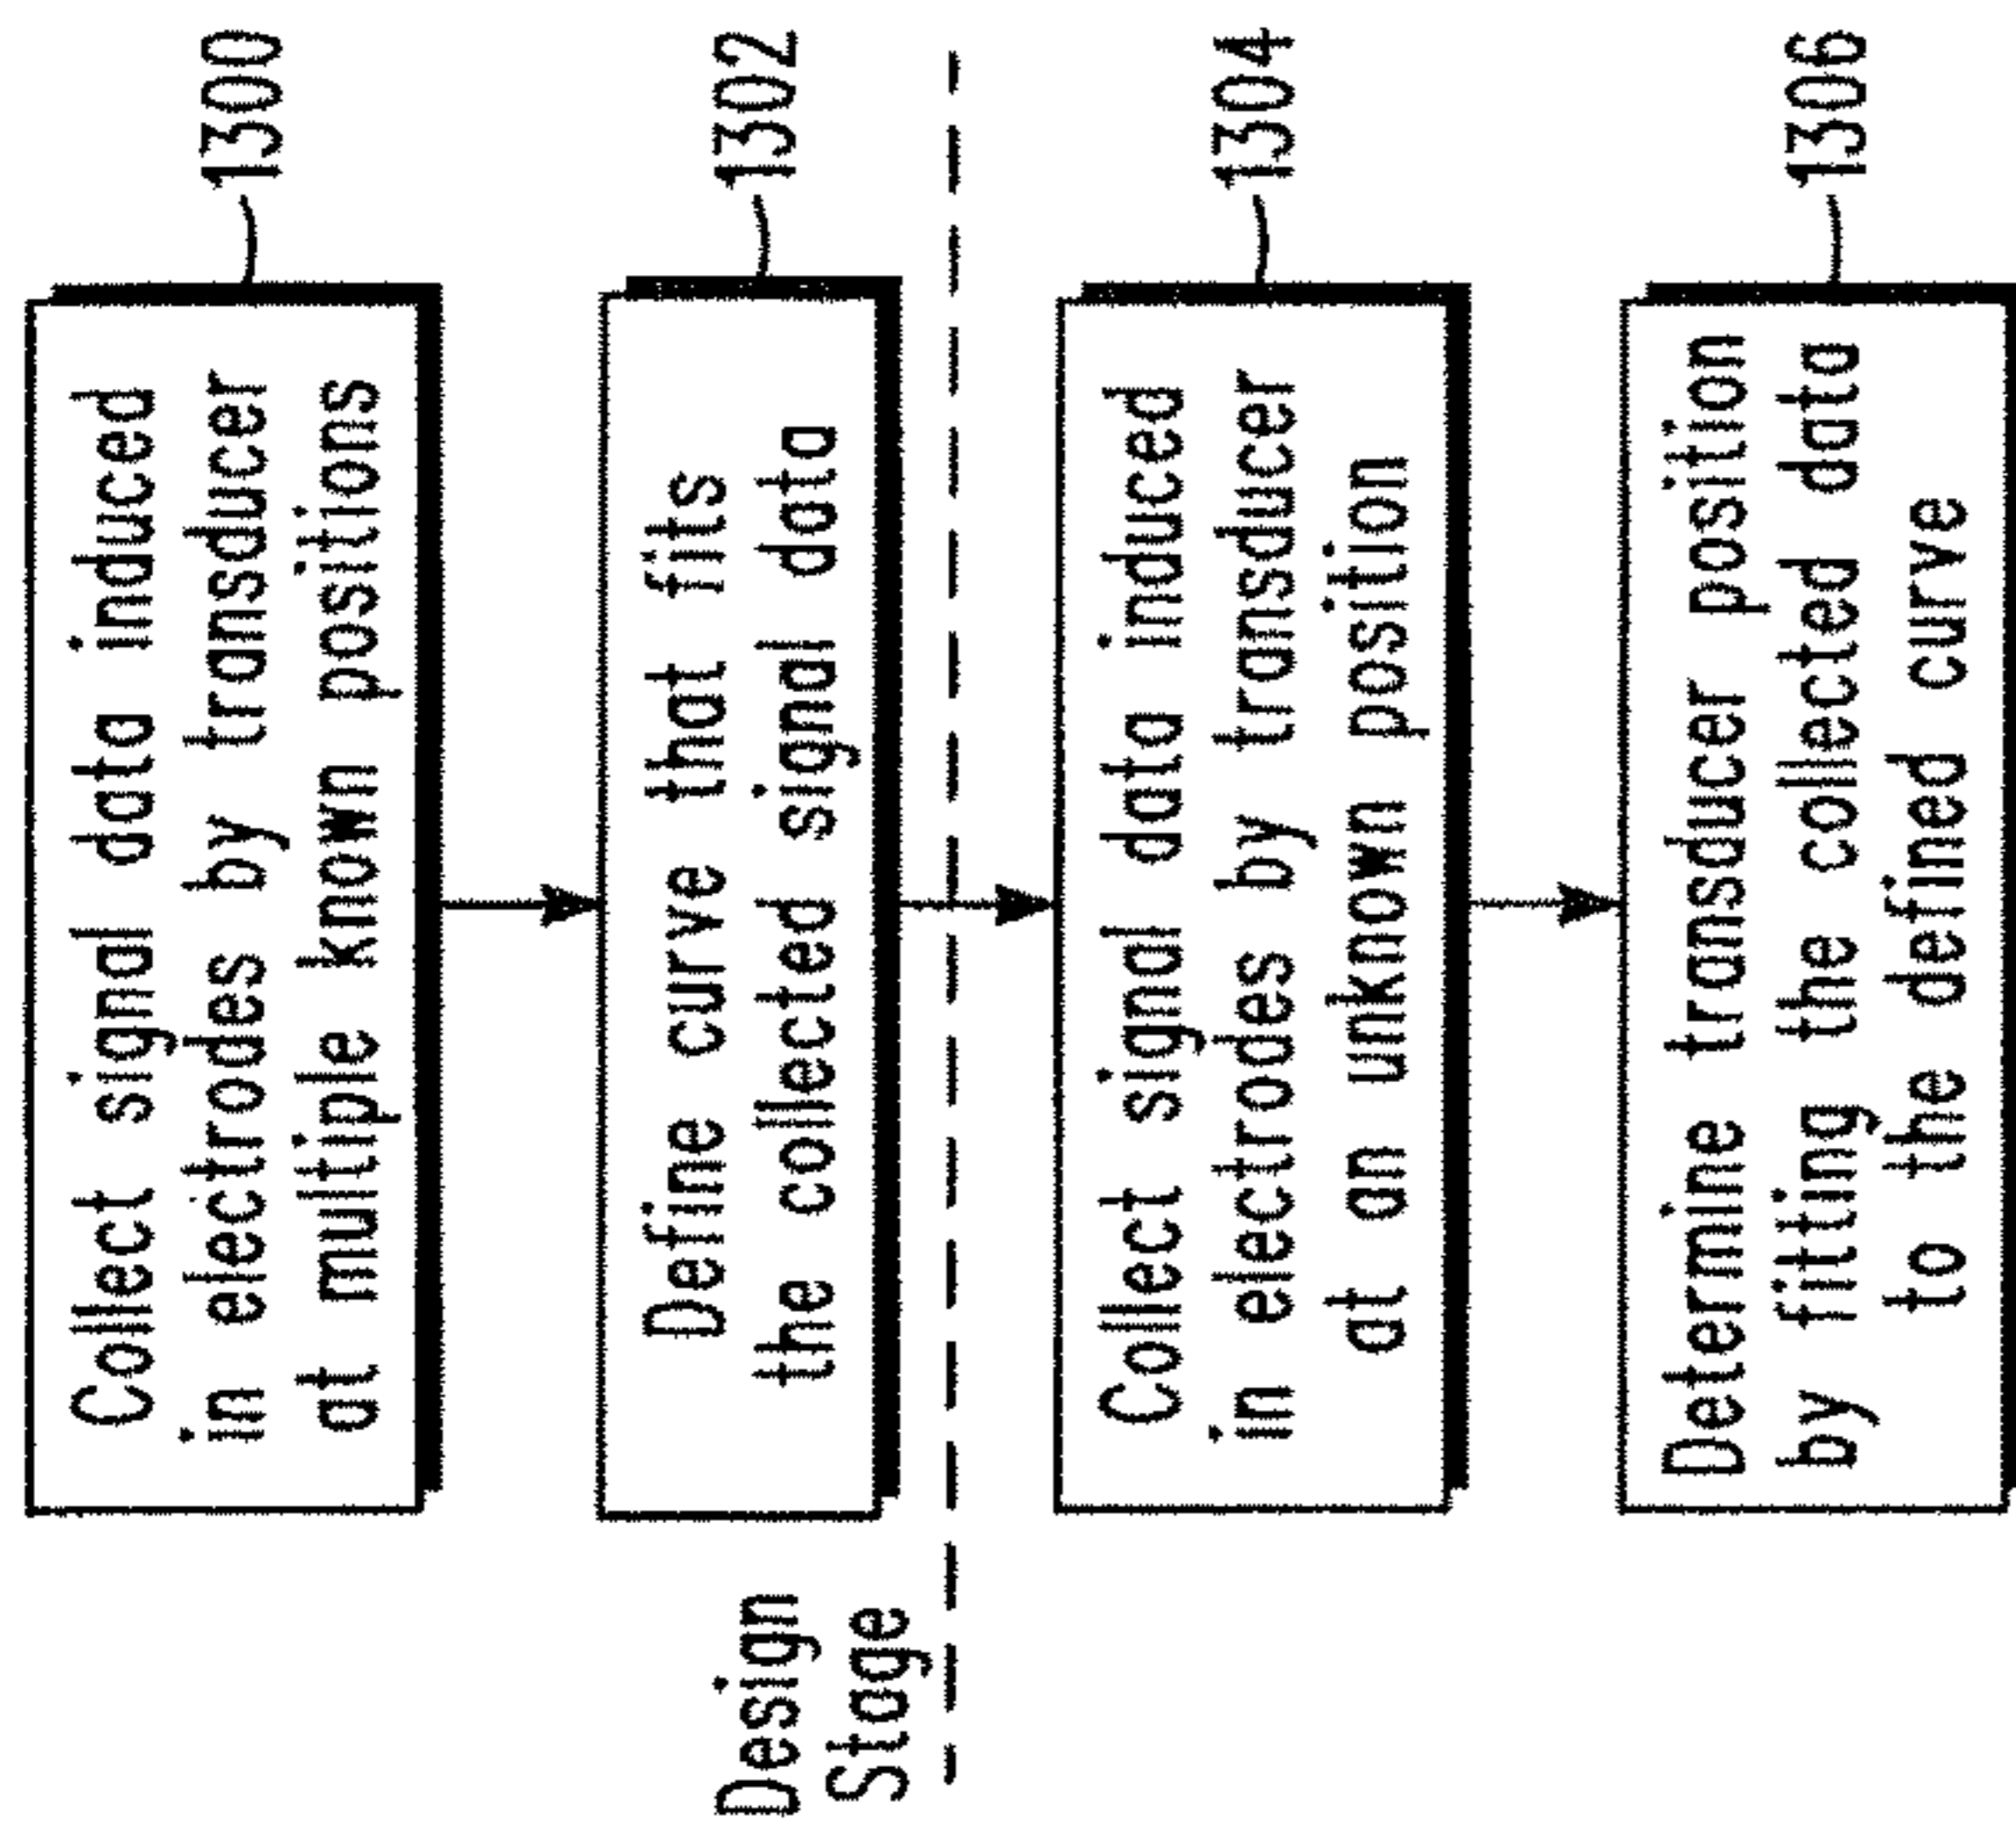 Collect signal data induced
in electrodes by transducer
at multiple known positions
1300
Define curve that fits
the collected signal data
1302
Design
Stage
Collect signal data induced
in electrodes by transducer
at an unknown position
1304
Determine transducer position
by fitting the collected data
to the defined curve
1306